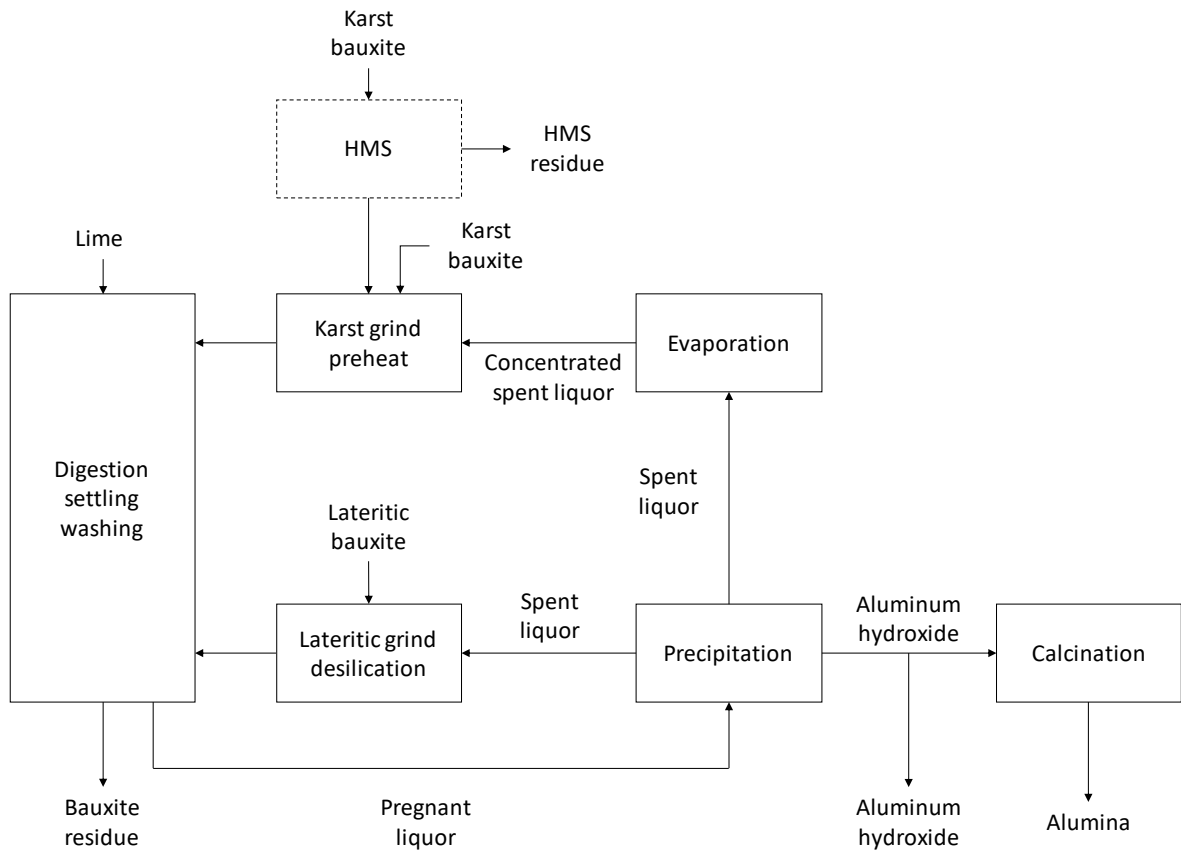 Karst
bauxite
HMS
HMS
residue
Lime
Karst
bauxite
Karst grind
preheat
Evaporation
Concentrated
spent liquor
Digestion
settling
washing
Spent
liquor
Lateritic
bauxite
Spent
liquor
Aluminum
hydroxide
Lateritic grind
desilication
Precipitation
Calcination
Bauxite
residue
Pregnant
liquor
Aluminum
hydroxide
Alumina